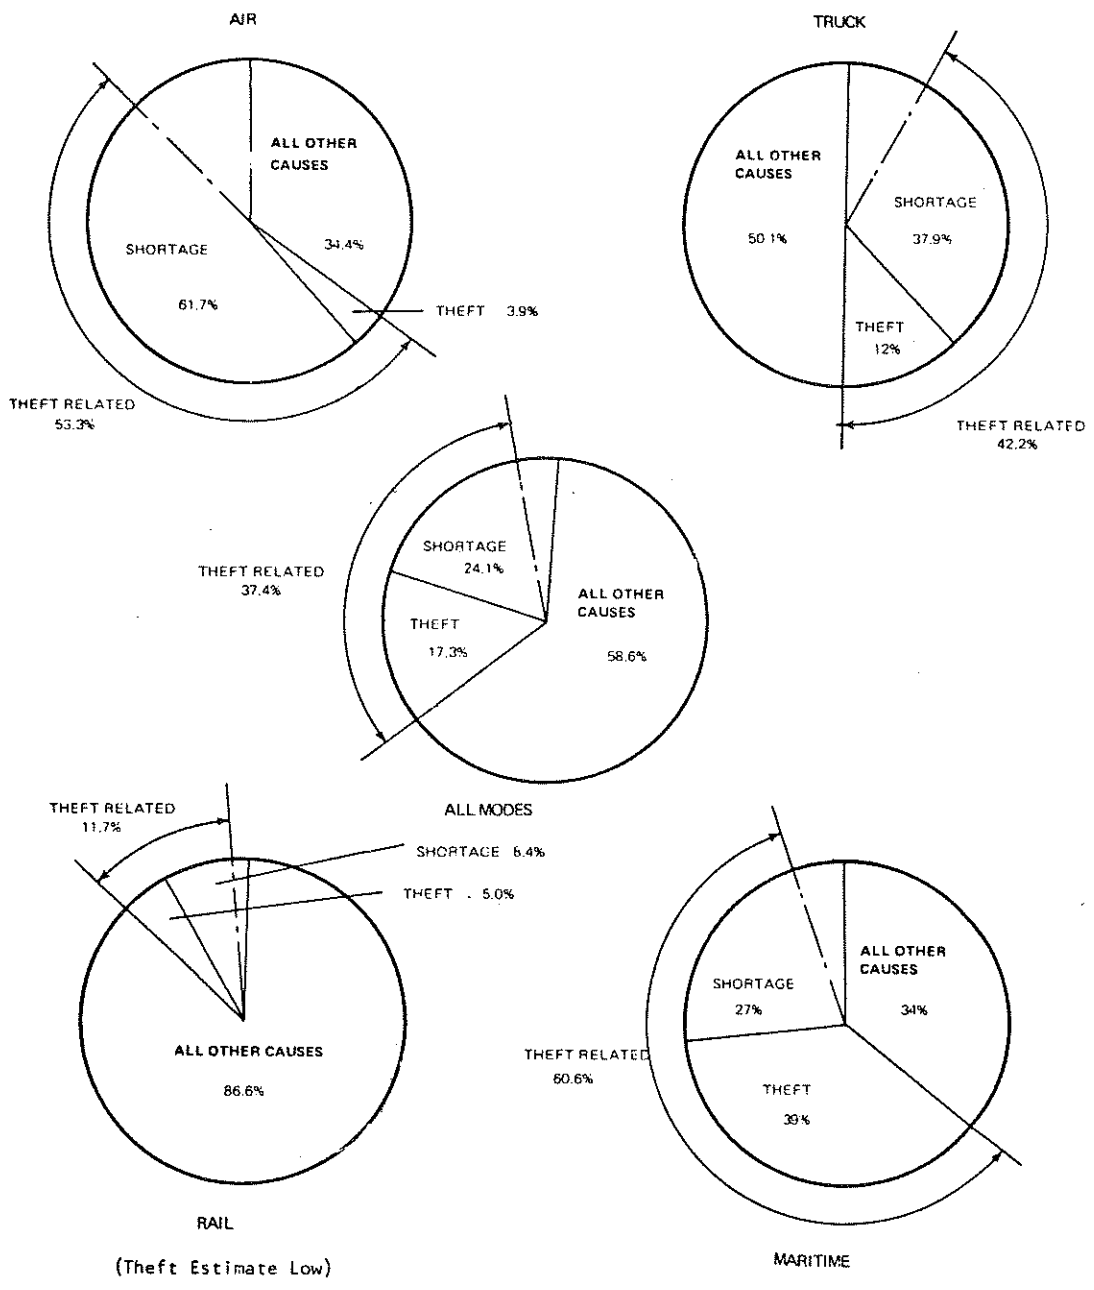 AIR
ALL OTHER
CAUSES
34.4%
SHORTAGE
61.7%
THEFT 3.9%
THEFT RELATED
53.3%
TRUCK
ALL OTHER
CAUSES
50.1%
SHORTAGE
37.9%
THEFT
12%
THEFT RELATED
42.2%
SHORTAGE
24.1%
THEFT RELATED
37.4%
THEFT
17.3%
ALL OTHER
CAUSES
58.6%
ALL MODES
THEFT RELATED
11.7%
SHORTAGE
THEFT 5.0%
ALL OTHER CAUSES
86.6%
RAIL
(Theft Estimate Low)
ALL OTHER
CAUSES
34%
SHORTAGE
27%
THEFT RELATED
60.6%
THEFT
39%
MARITIME